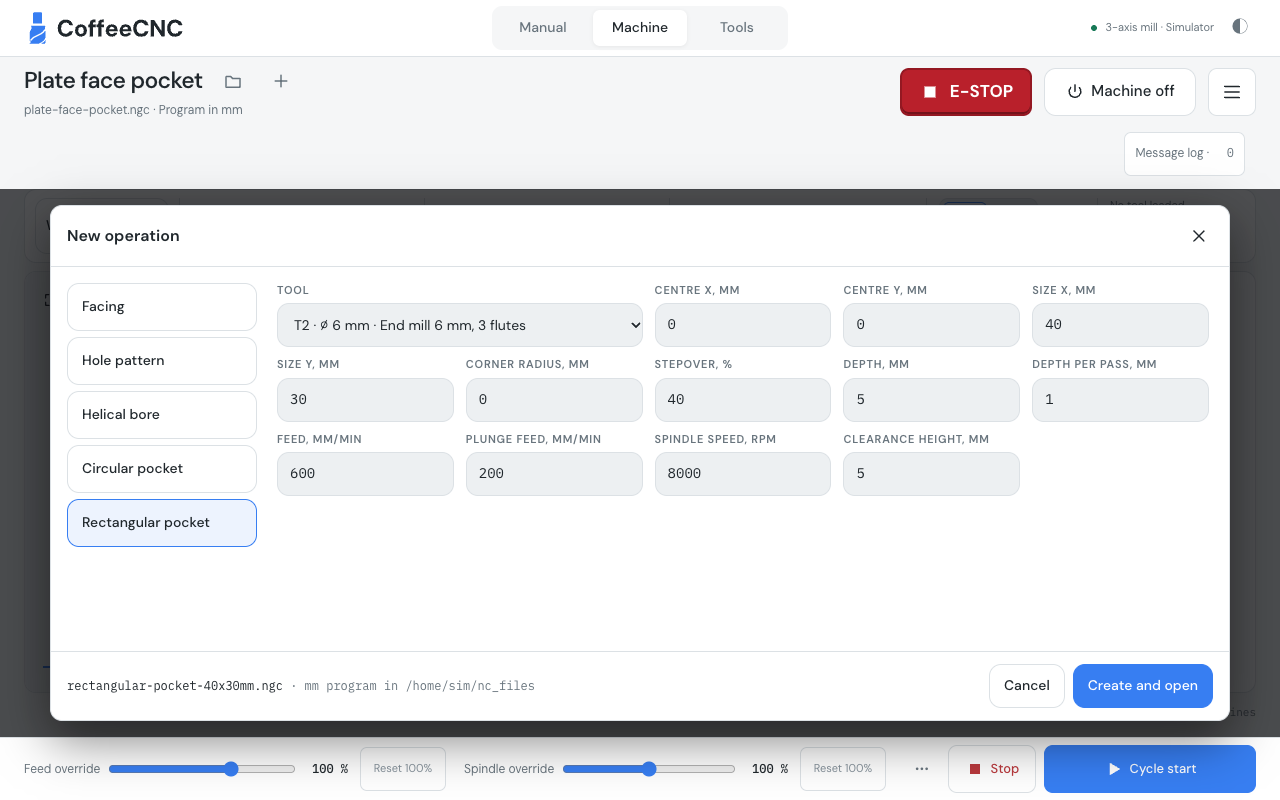 CoffeeCNC
Manual
Machine
Tools
3-axis mill · Simulator
Plate face pocket
plate-face-pocket.ngc · Program in mm
E-STOP
Machine off
Message log · 0
New operation
Facing
Hole pattern
Helical bore
Circular pocket
Rectangular pocket
TOOL
CENTRE X, MM
CENTRE Y, MM
SIZE X, MM
T2 · Ø 6 mm · End mill 6 mm, 3 flutes
0
0
40
SIZE Y, MM
CORNER RADIUS, MM
STEPOVER, %
DEPTH, MM
DEPTH PER PASS, MM
30
0
40
5
1
FEED, MM/MIN
PLUNGE FEED, MM/MIN
SPINDLE SPEED, RPM
CLEARANCE HEIGHT, MM
600
200
8000
5
rectangular-pocket-40x30mm.ngc · mm program in /home/sim/nc_files
Cancel
Create and open
Feed override
100 %
Reset 100%
Spindle override
100 %
Reset 100%
Stop
Cycle start